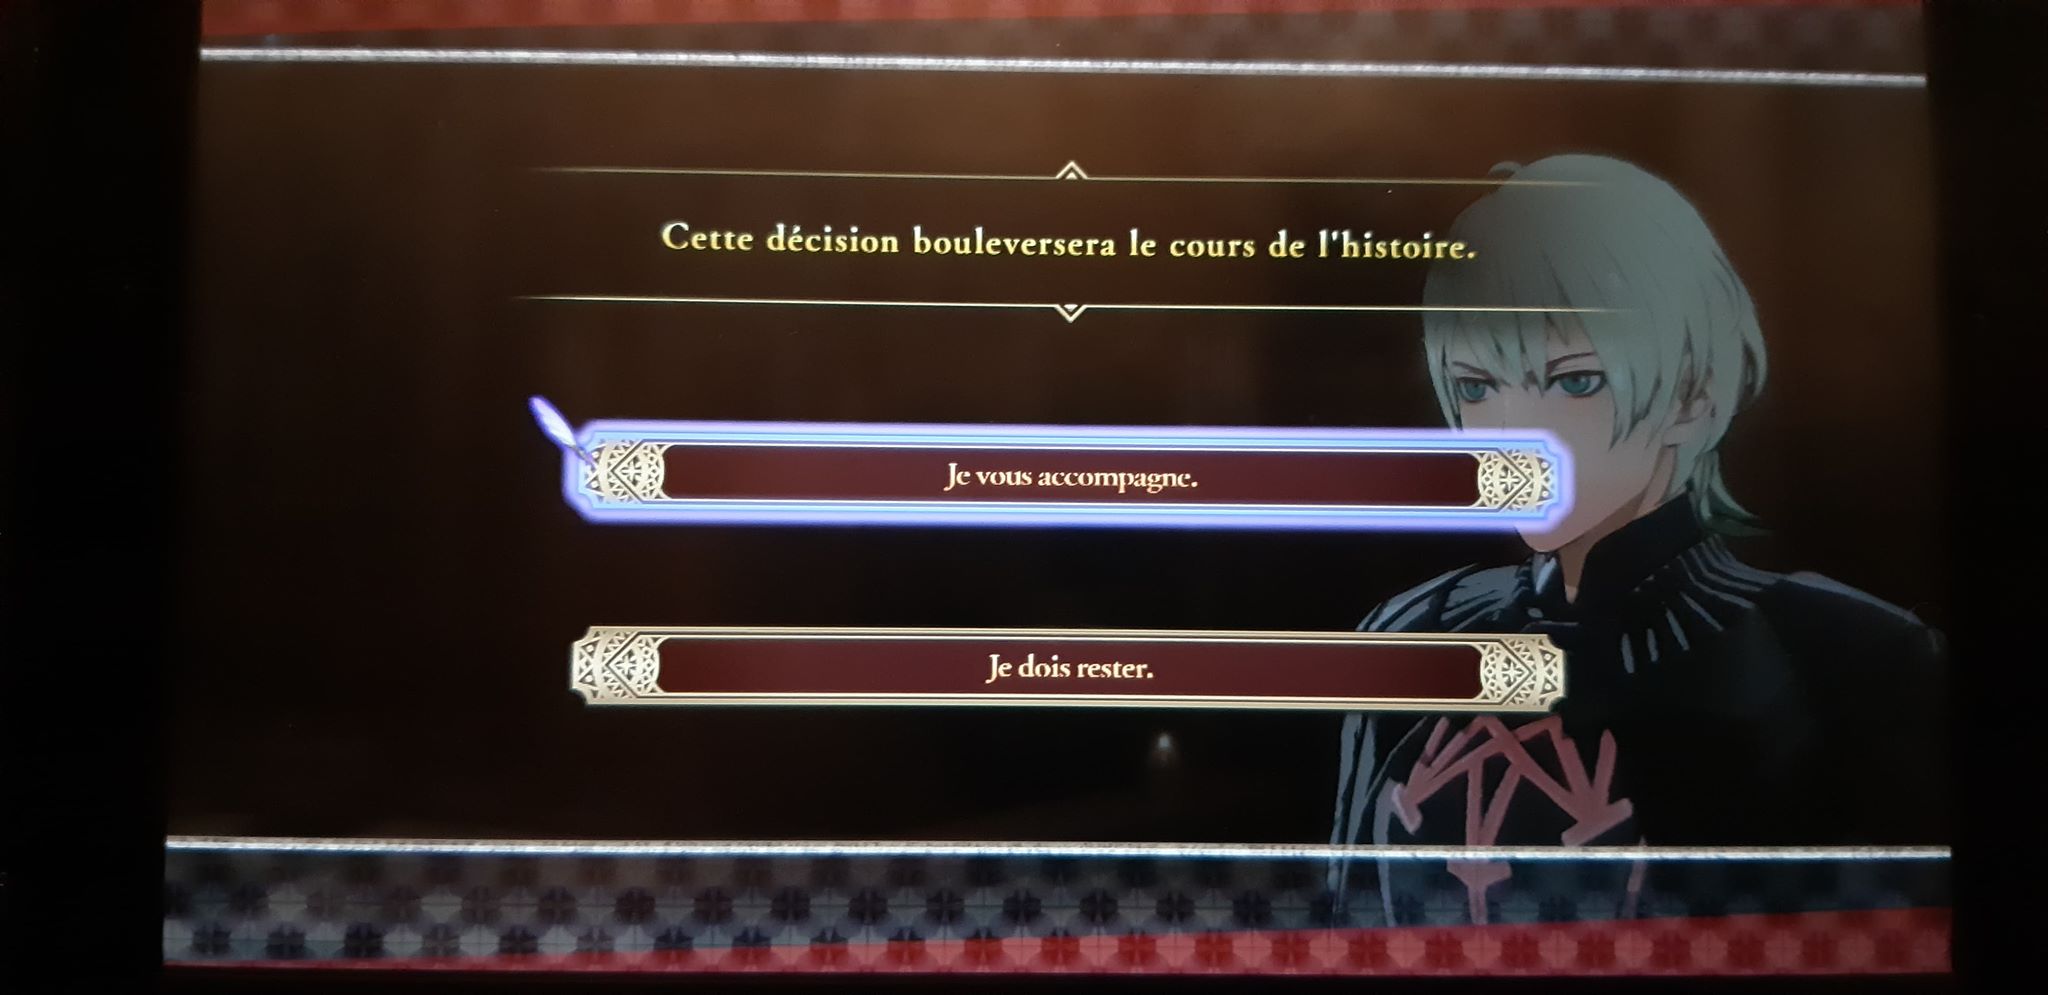 Cette décision bouleversera le cours de l'histoire.
Je vous accompagne.
Je dois rester.